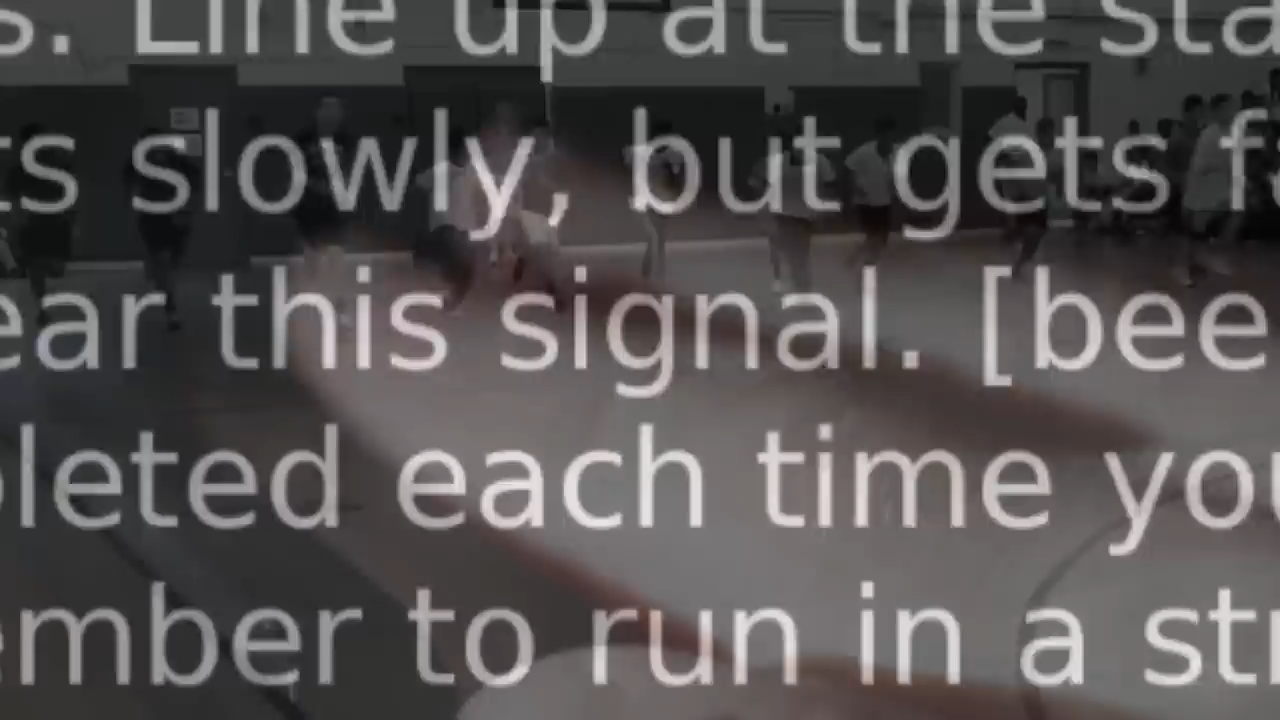 s. Line up at the sta
ts slowly, but gets fa
ear this signal. [bee
pleted each time you
ember to run in a str